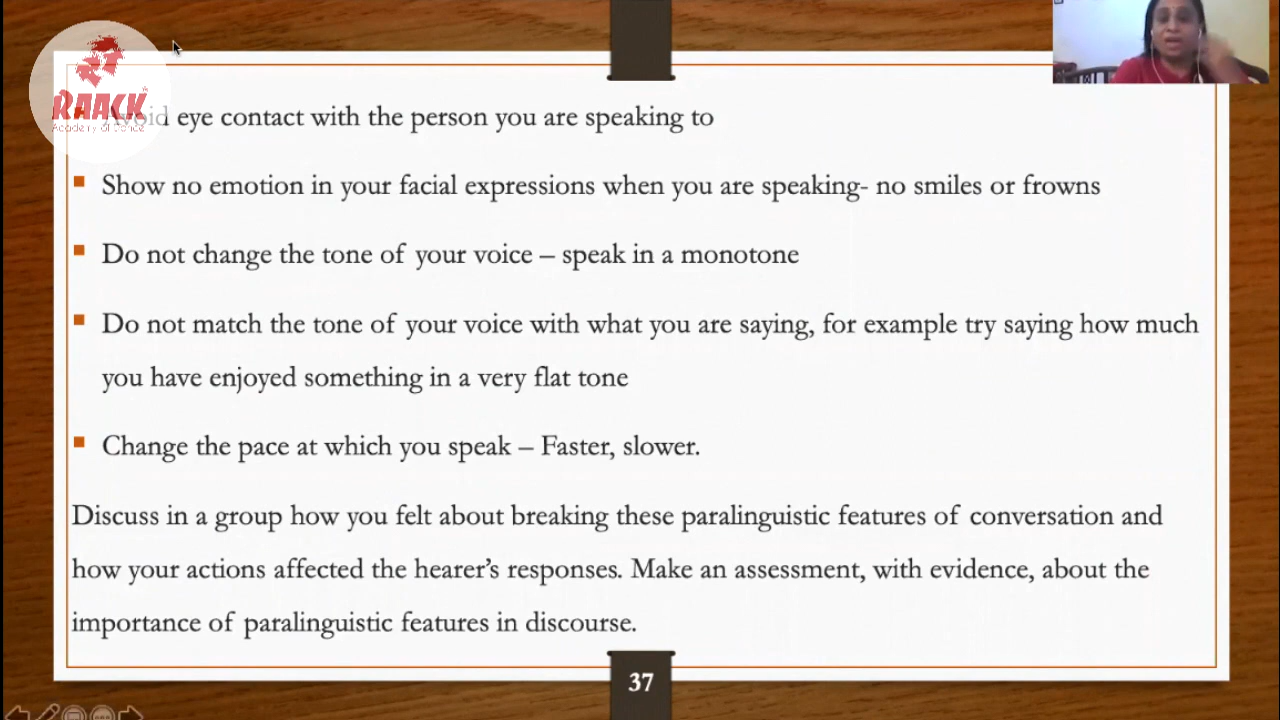 RAACK
Academy of Dance
Avoid eye contact with the person you are speaking to
Show no emotion in your facial expressions when you are speaking- no smiles or frowns
Do not change the tone of your voice – speak in a monotone
Do not match the tone of your voice with what you are saying, for example try saying how much
you have enjoyed something in a very flat tone
Change the pace at which you speak – Faster, slower.
Discuss in a group how you felt about breaking these paralinguistic features of conversation and
how your actions affected the hearer’s responses. Make an assessment, with evidence, about the
importance of paralinguistic features in discourse.
37